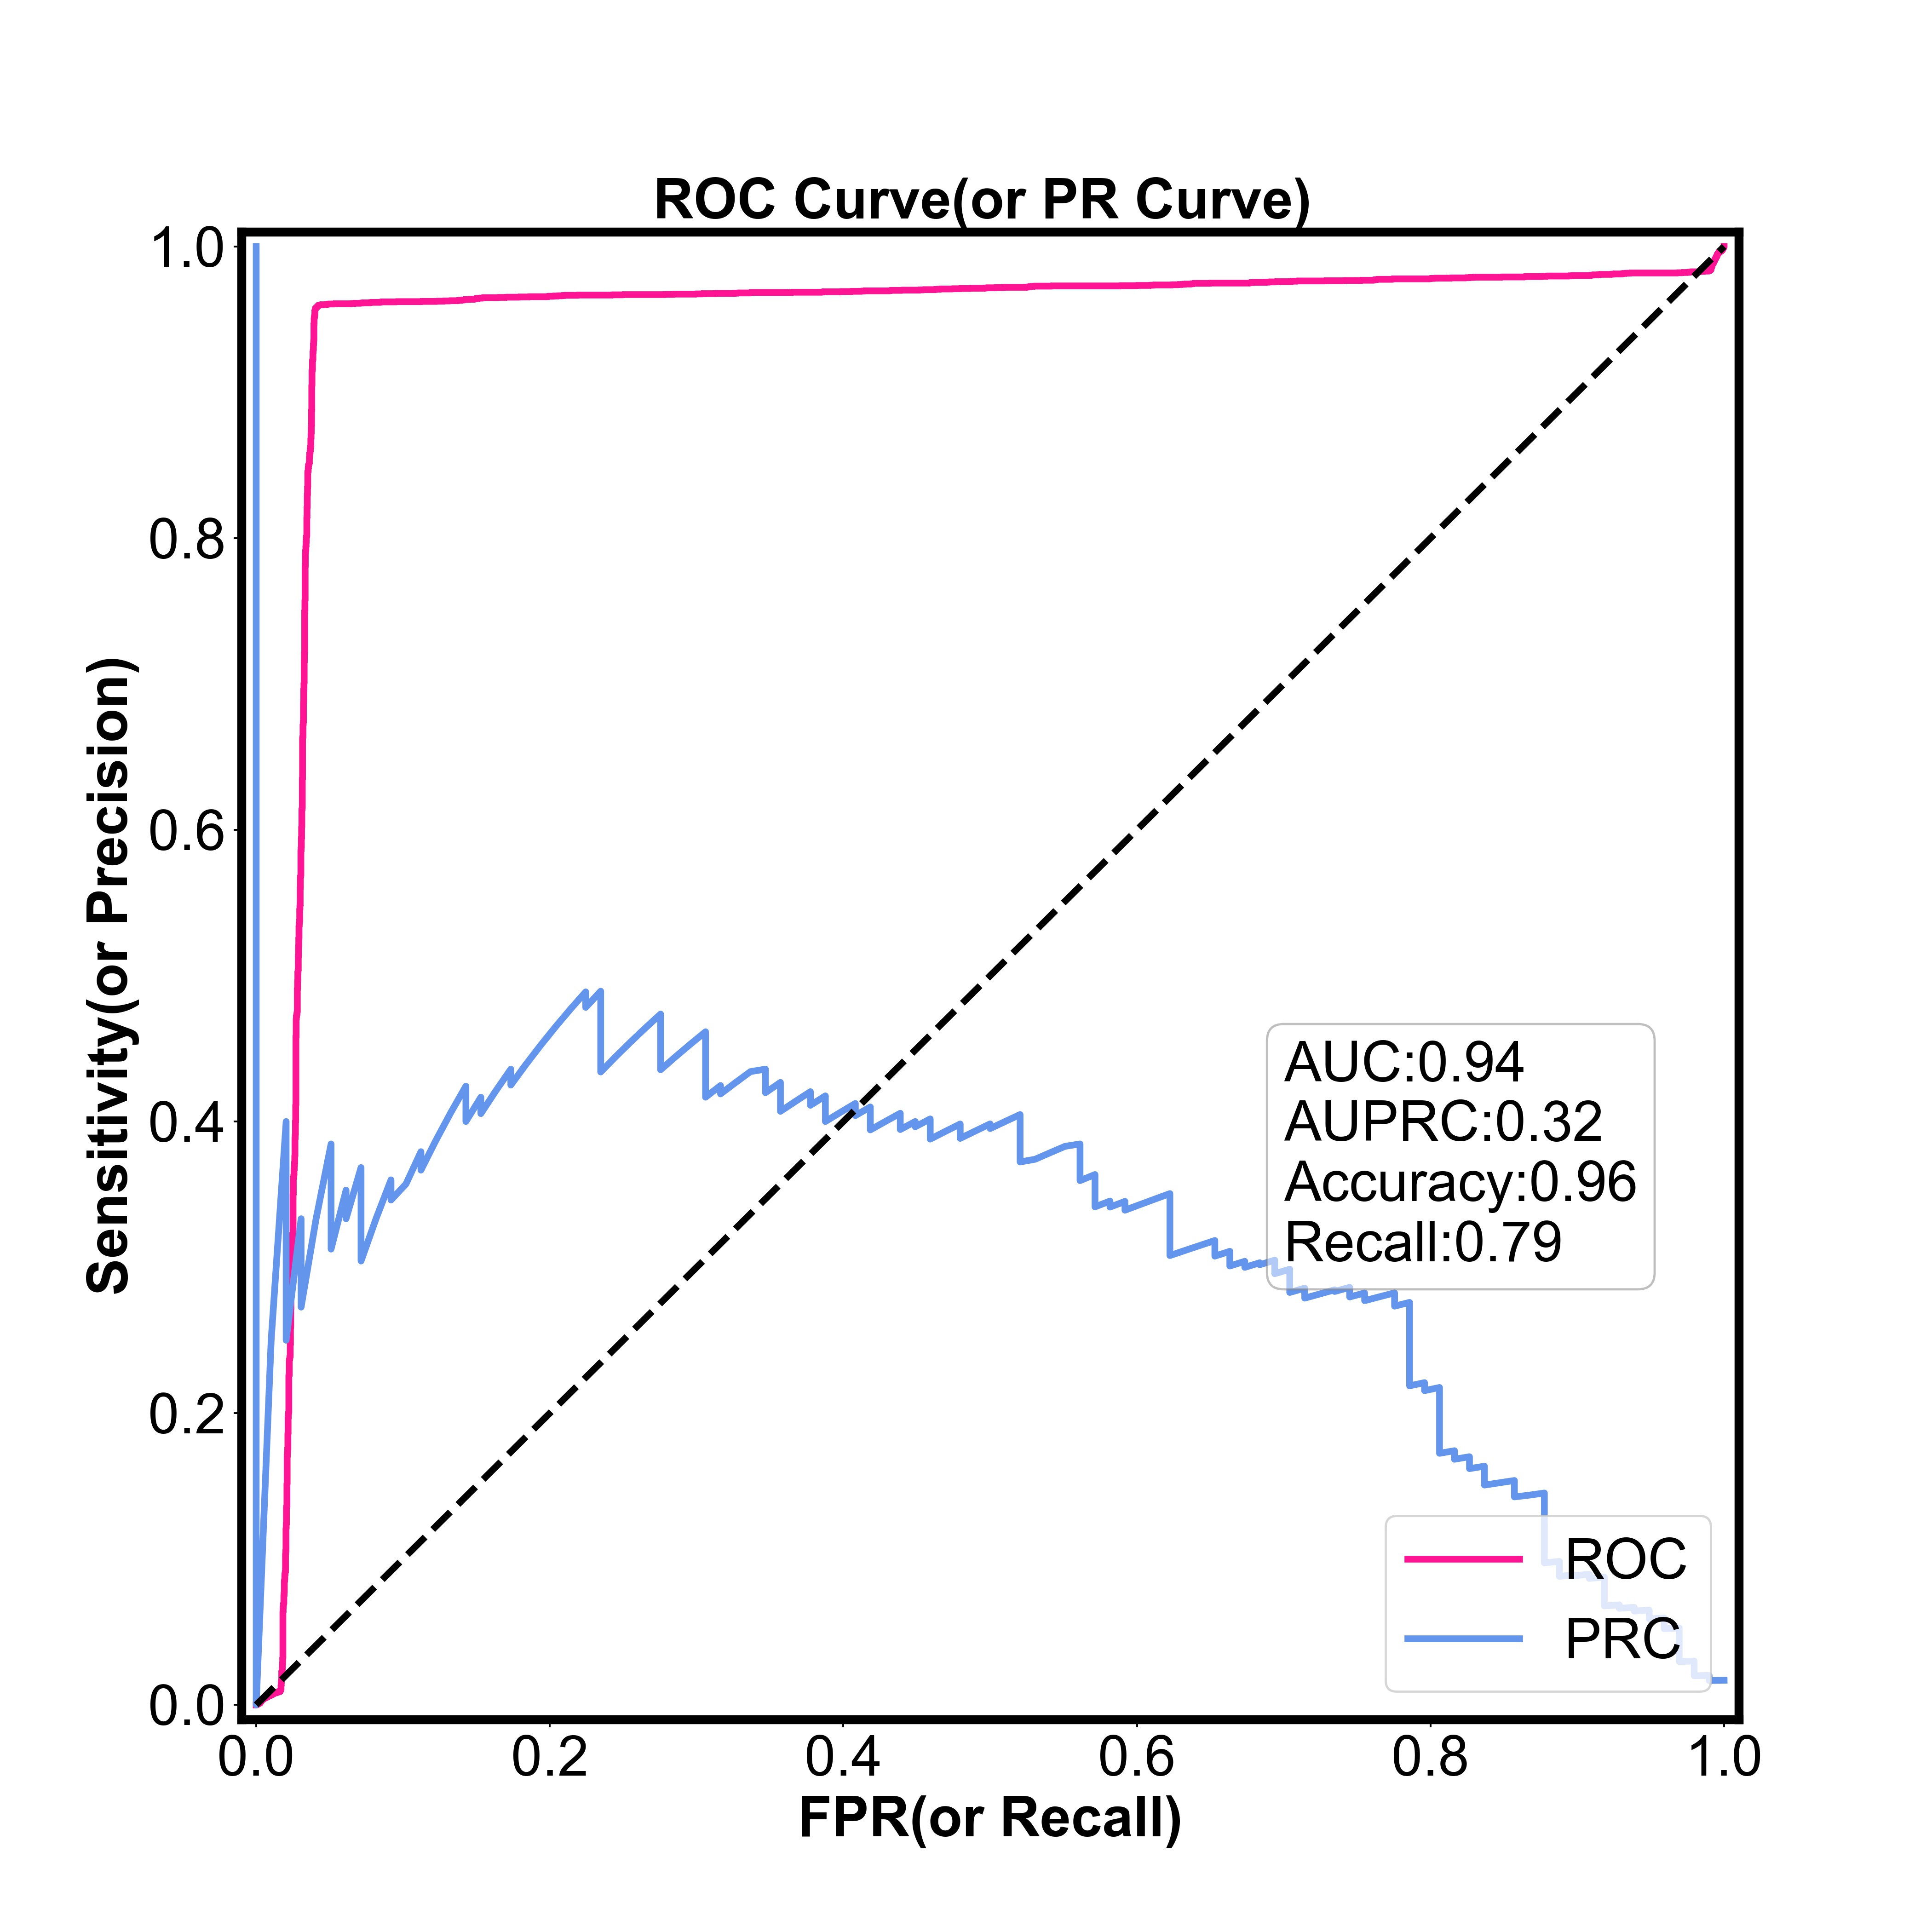 ROC Curve(or PR Curve)
1.0
0.8
0.6
0.4
0.2
0.0
Sensitivity(or Precision)
AUC:0.94
AUPRC:0.32
Accuracy:0.96
Recall:0.79
ROC
PRC
0.0 0.2 0.4 0.6 0.8 1.0
FPR(or Recall)